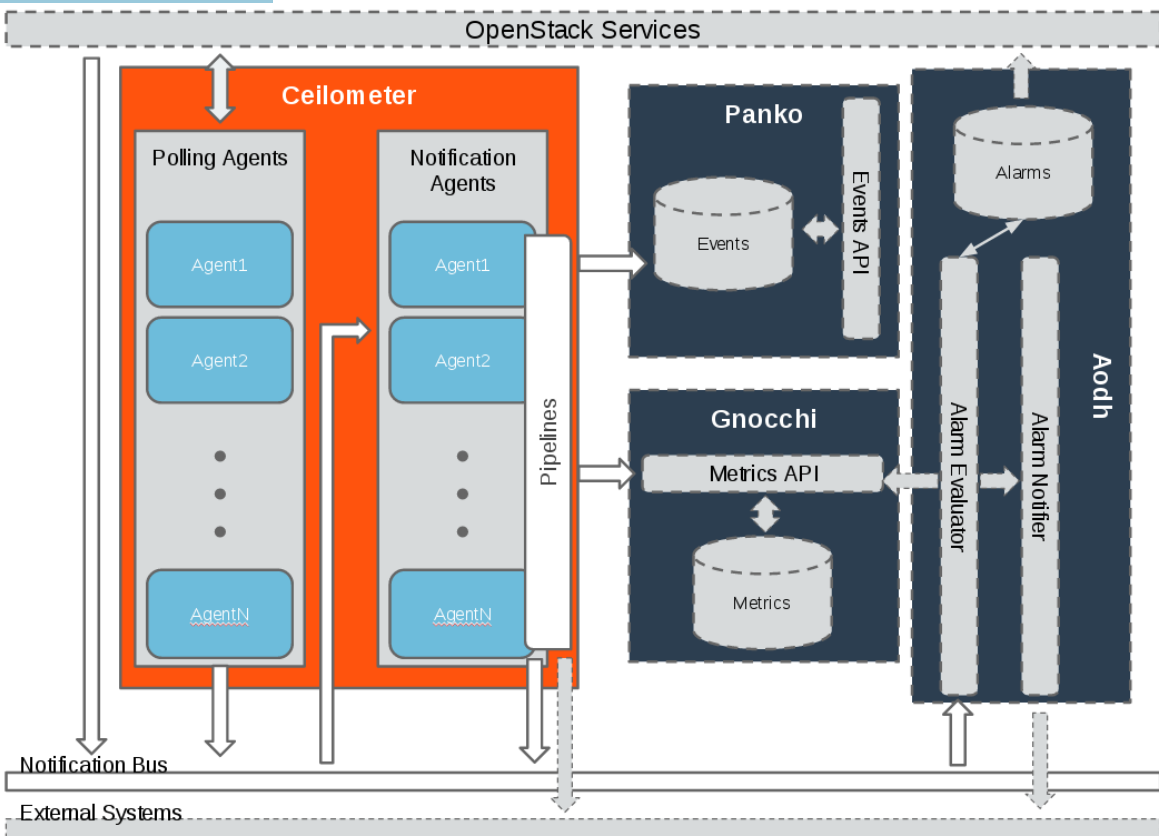 OpenStack Services
Ceilometer
Polling Agents
Agent1
Agent2
AgentN
Notification
Agents
Agent1
Agent2
AgentN
Pipelines
Panko
Events
Events API
Gnocchi
Metrics API
Metrics
Aodh
Alarms
Alarm Evaluator
Alarm Notifier
Notification Bus
External Systems